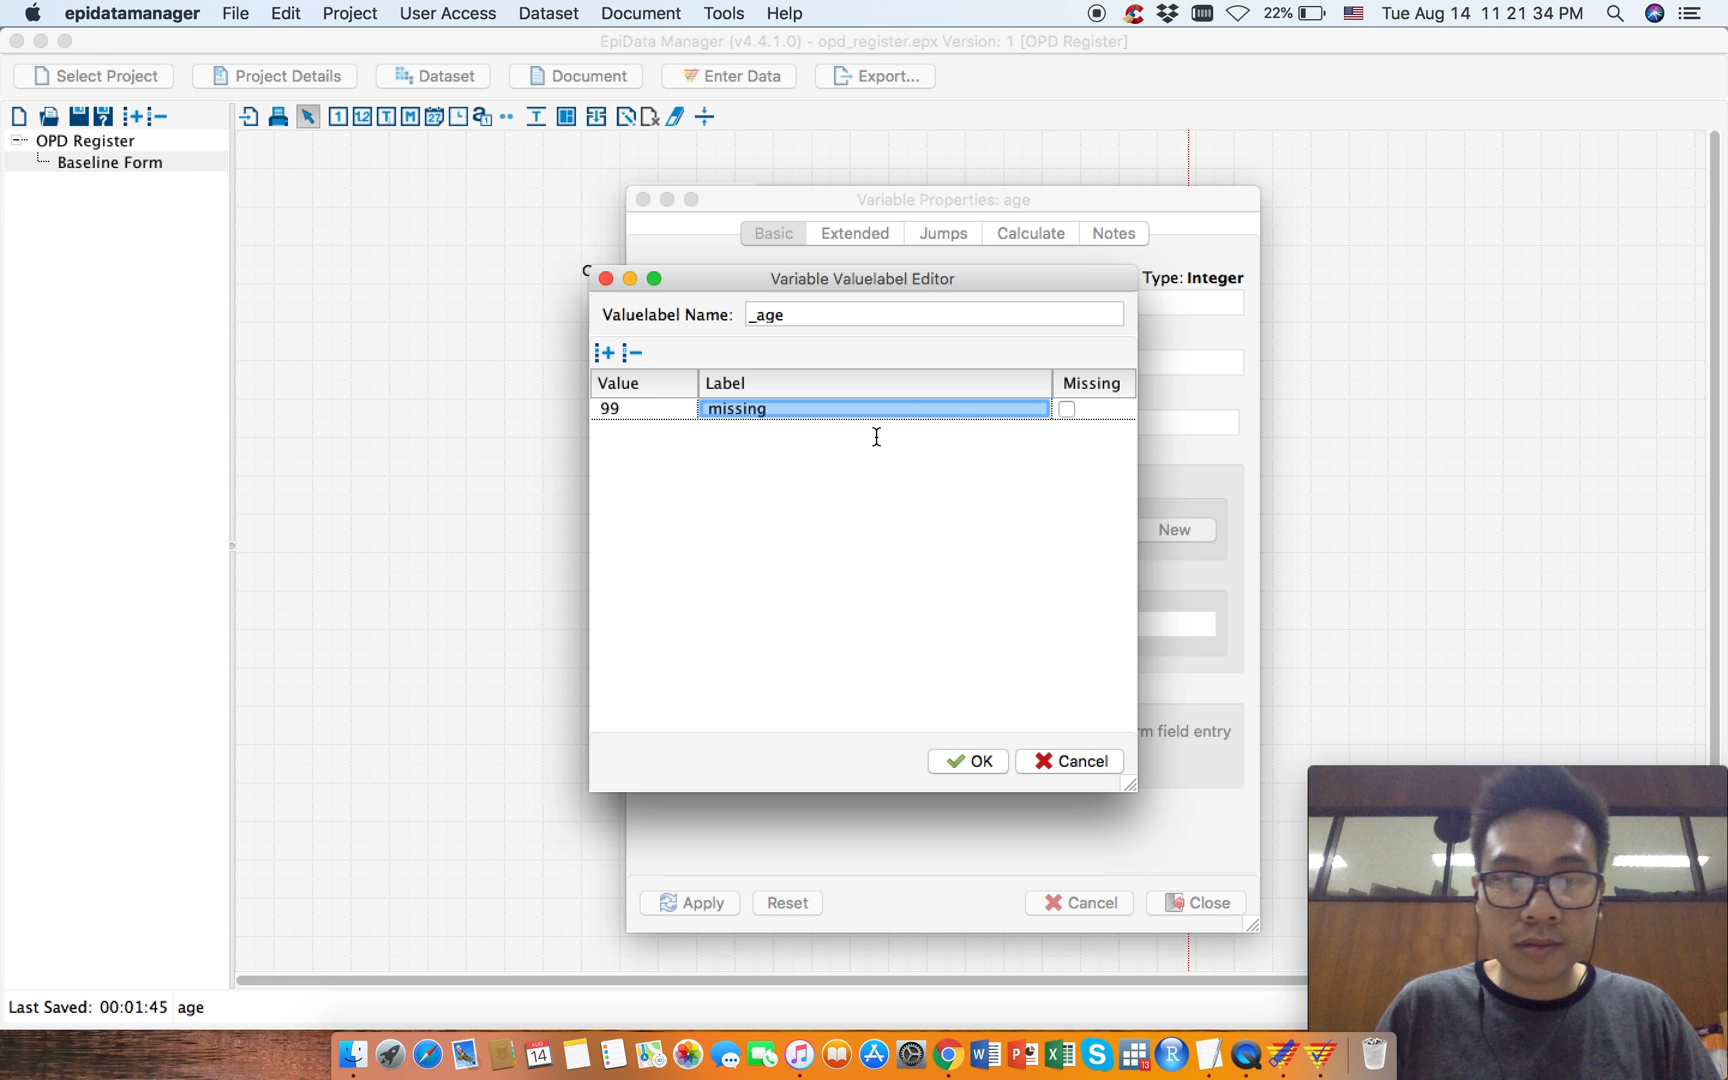 epidatamanager File Edit Project User Access Dataset Document Tools Help 22% Tue Aug 14 11 21 34 PM
EpiData Manager (v4.4.1.0) - opd_register.epx Version: 1 [OPD Register]
Select Project Project Details Dataset Document Enter Data Export...
OPD Register
Baseline Form
Variable Properties: age
Basic Extended Jumps Calculate Notes
Type: Integer
Variable Valuelabel Editor
Valuelabel Name: _age
Value Label Missing
99 missing
New
m field entry
OK Cancel
Apply Reset Cancel Close
Last Saved: 00:01:45 age